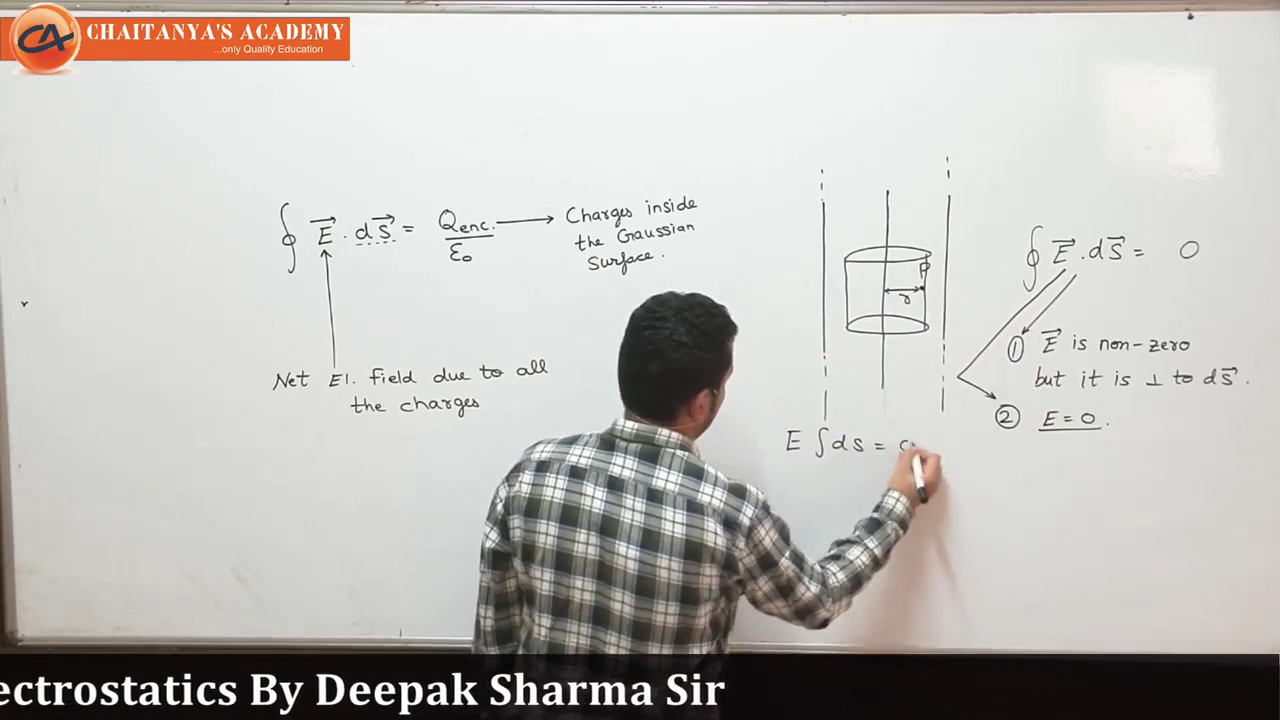 CA
CHAITANYA'S ACADEMY
...only Quality Education
∮ E⃗ . dS⃗ = Qenc. / ε₀ → Charges inside
the Gaussian
Surface.
Net El. field due to all
the charges
P
r
∮ E⃗ . dS⃗ = 0
① E⃗ is non-zero
but it is ⊥ to dS⃗.
② E = 0.
E ∫ ds =
ectrostatics By Deepak Sharma Sir